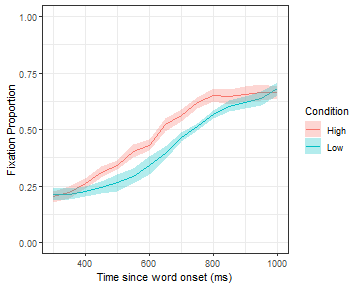 1.00
0.75
0.50
0.25
0.00
Fixation Proportion
400
600
800
1000
Time since word onset (ms)
Condition
High
Low